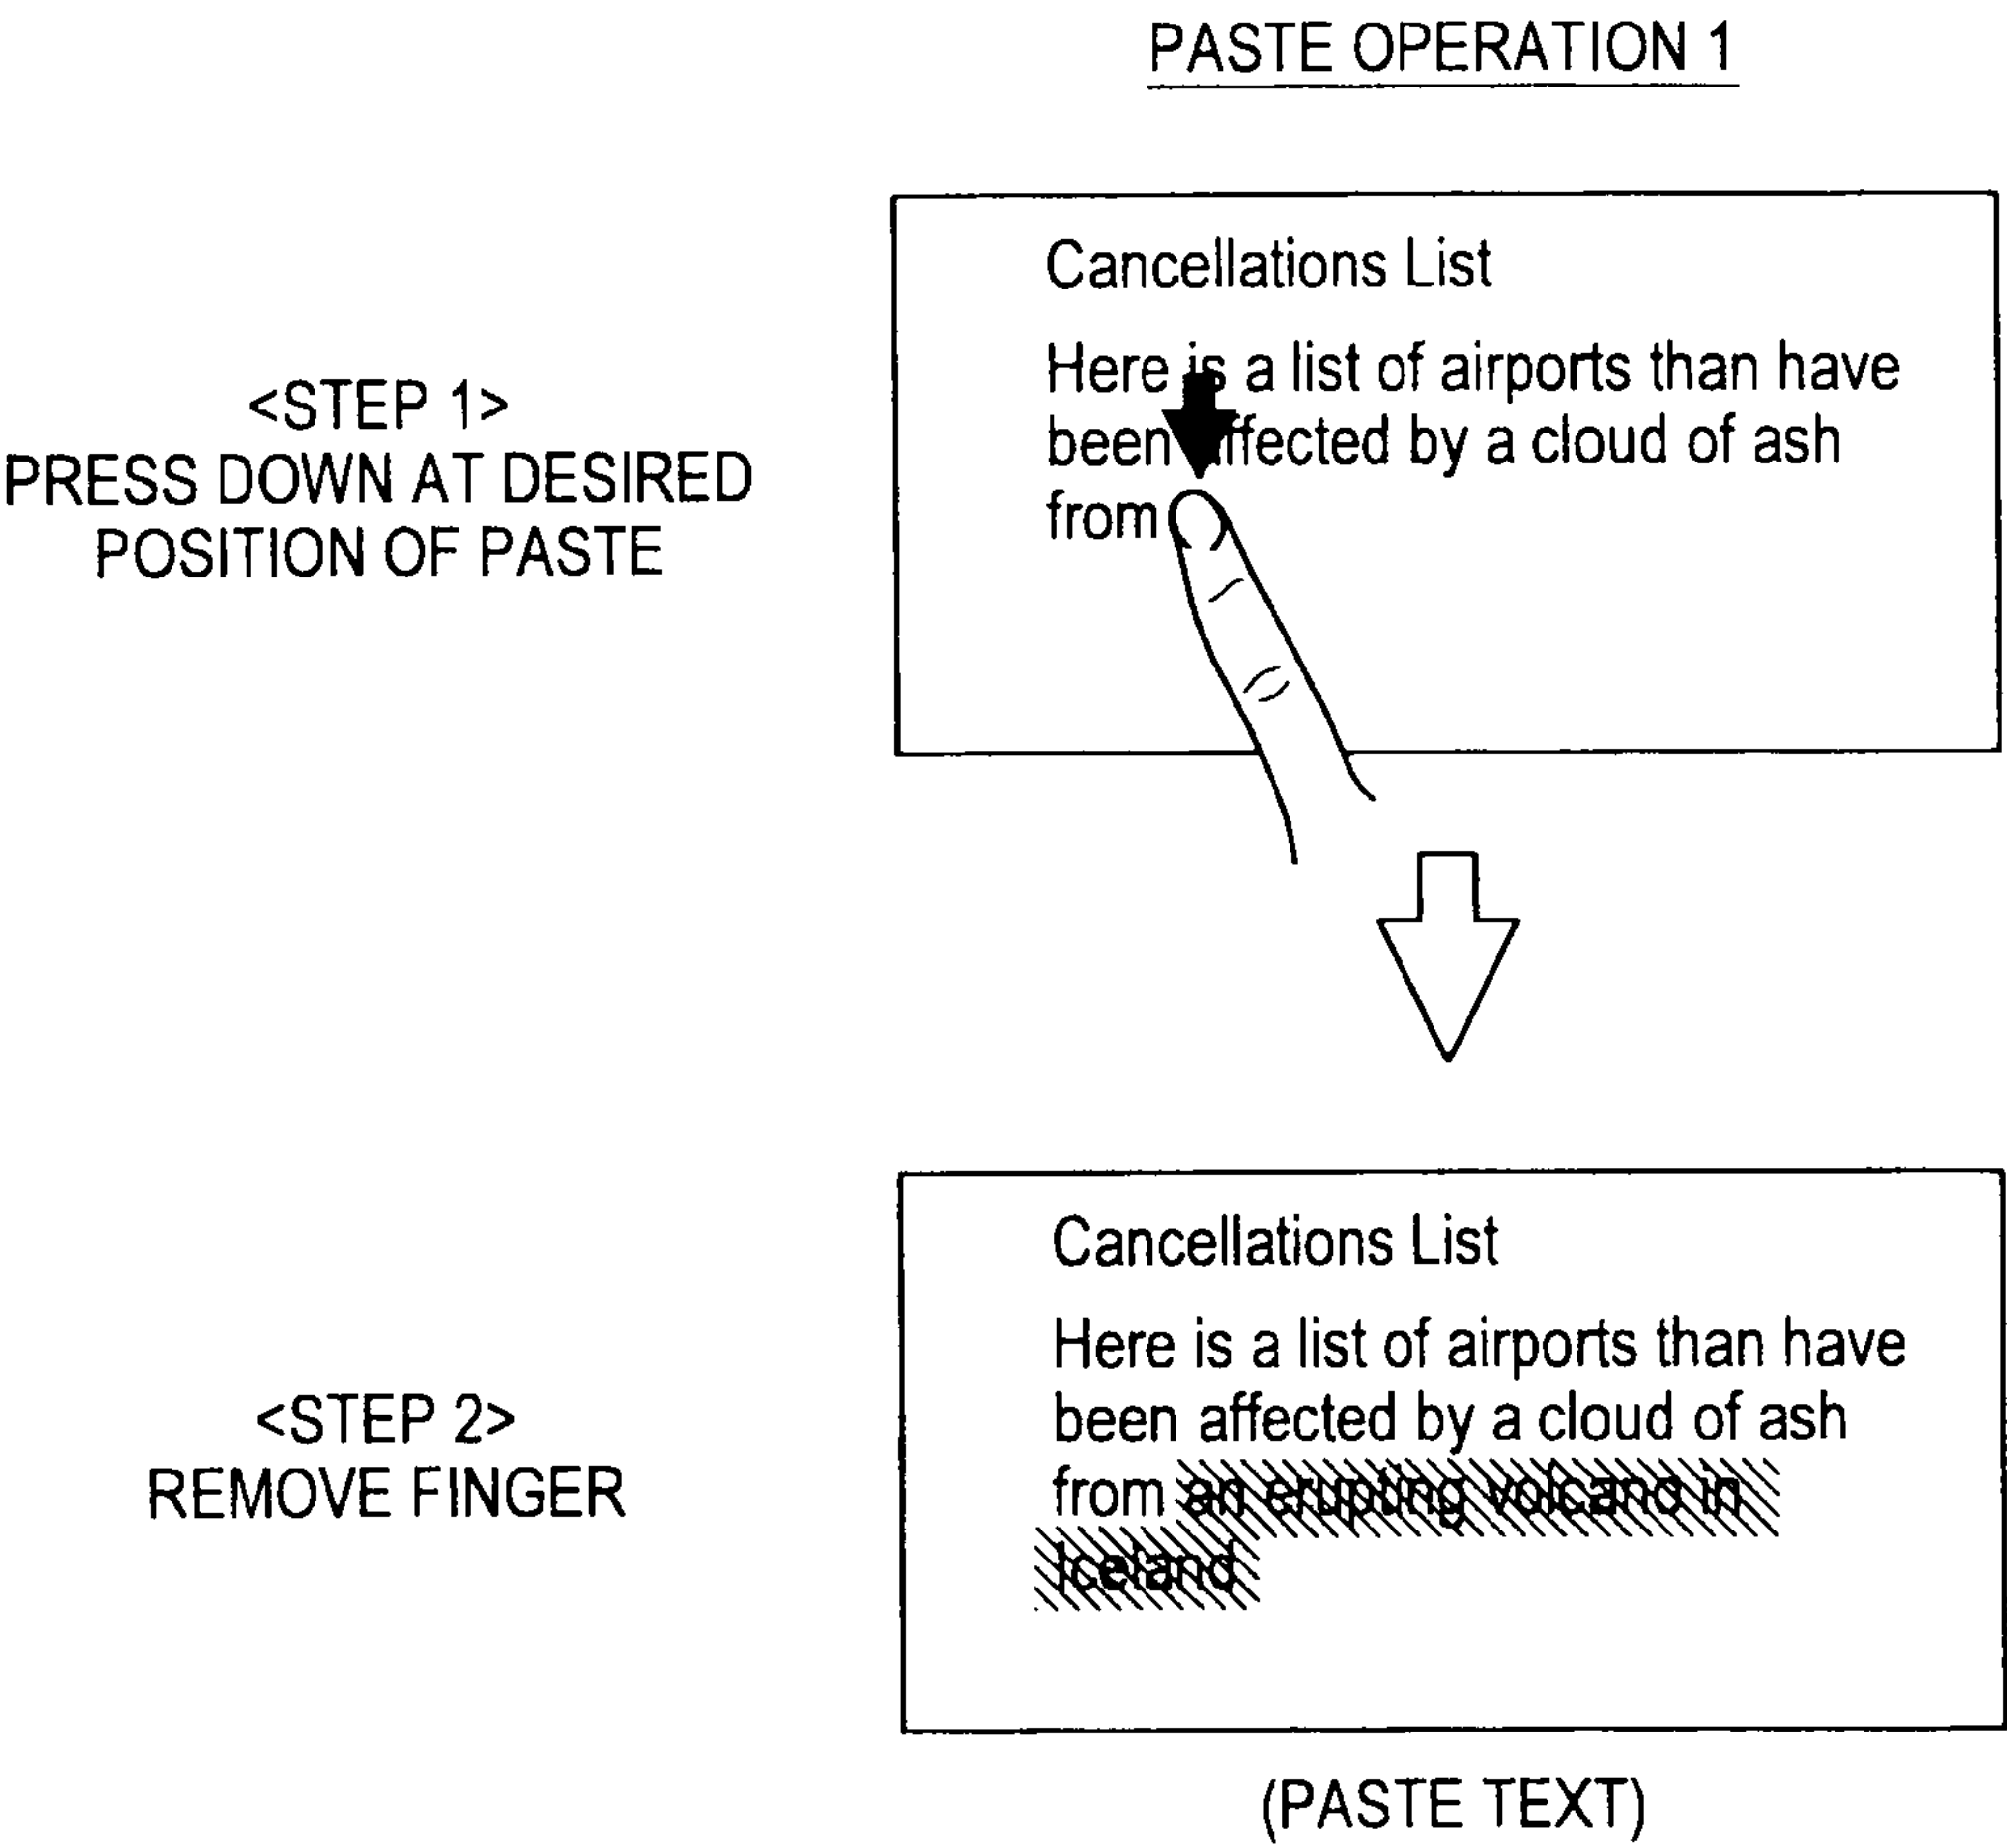 PASTE OPERATION 1
<STEP 1>
PRESS DOWN AT DESIRED
POSITION OF PASTE
Cancellations List
Here is a list of airports than have
been affected by a cloud of ash
from
<STEP 2>
REMOVE FINGER
Cancellations List
Here is a list of airports than have
been affected by a cloud of ash
from an erupting volcano in
Iceland
(PASTE TEXT)